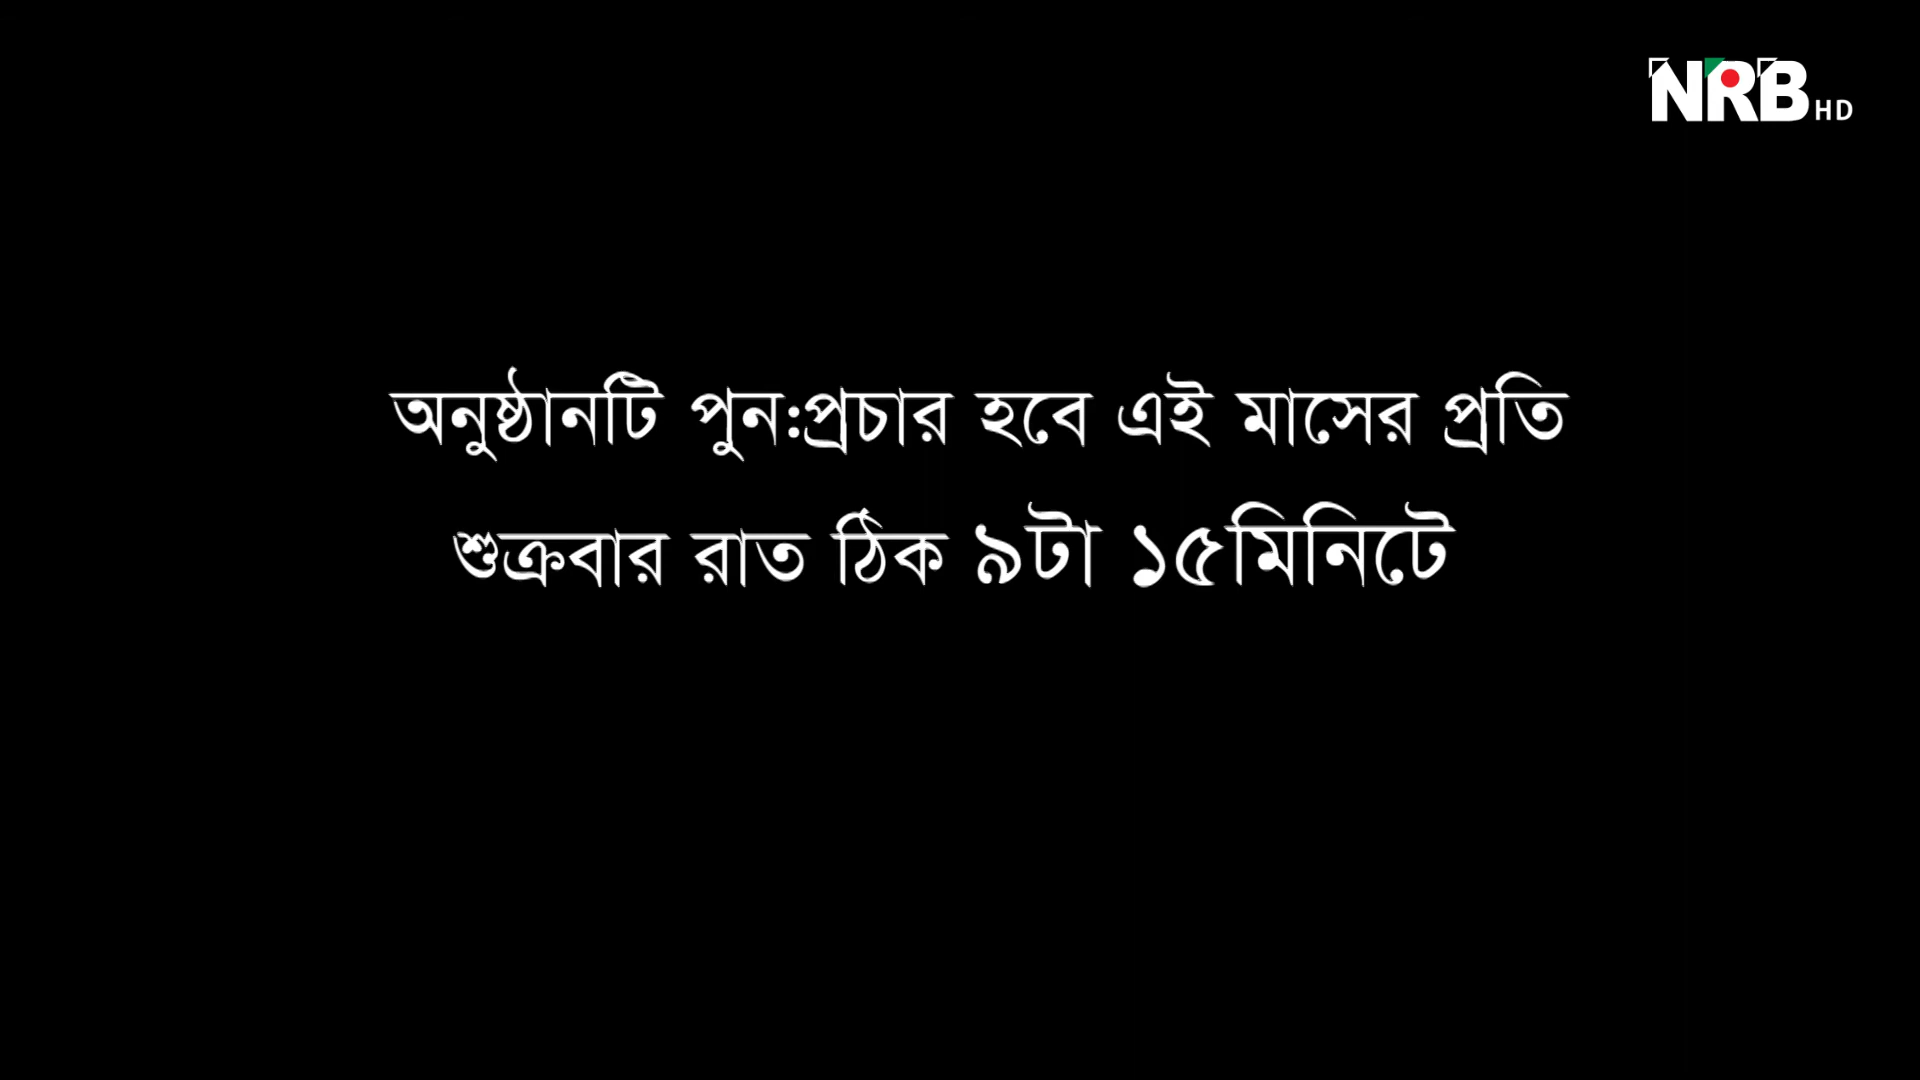 NRB HD
অনুষ্ঠানটি পুন:প্রচার হবে এই মাসের প্রতি
শুক্রবার রাত ঠিক ৯টা ১৫মিনিটে